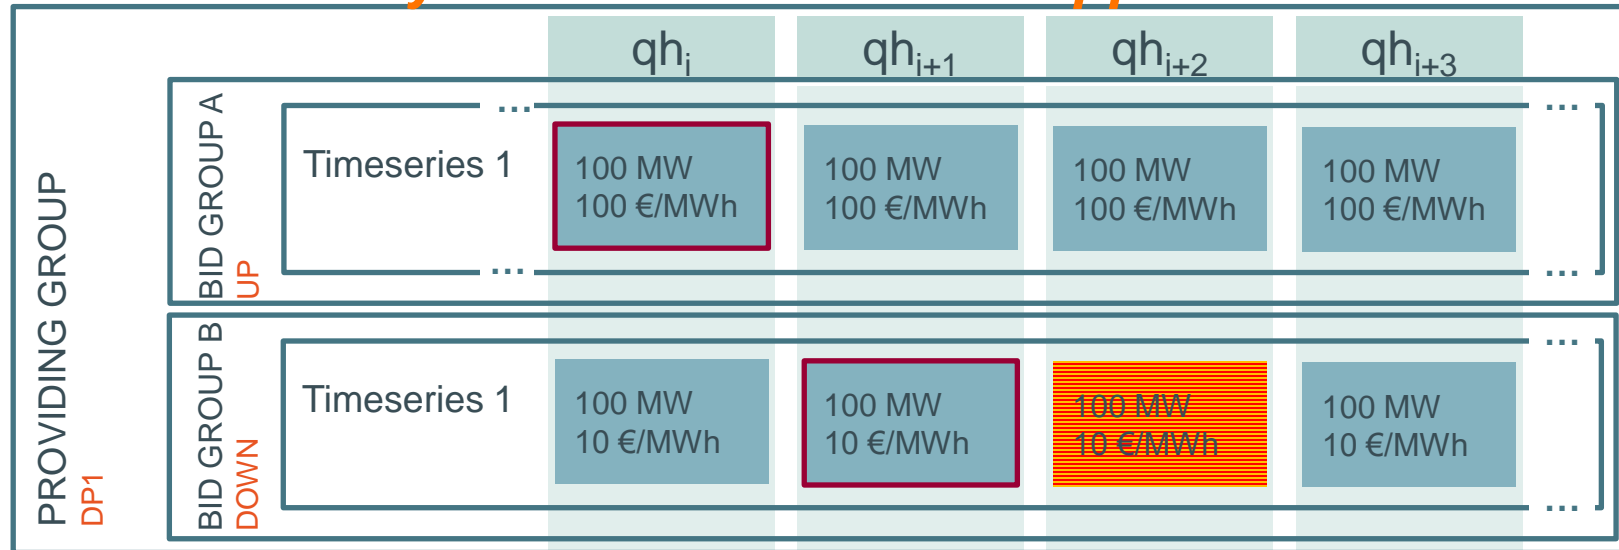 qhi qhi+1 qhi+2 qhi+3
PROVIDING GROUP
DP1
BID GROUP A
UP
... ...
Timeseries 1
100 MW 100 MW 100 MW 100 MW
100 €/MWh 100 €/MWh 100 €/MWh 100 €/MWh
... ...
BID GROUP B
DOWN
...
Timeseries 1
100 MW 100 MW 100 MW 100 MW
10 €/MWh 10 €/MWh 10 €/MWh 10 €/MWh
...